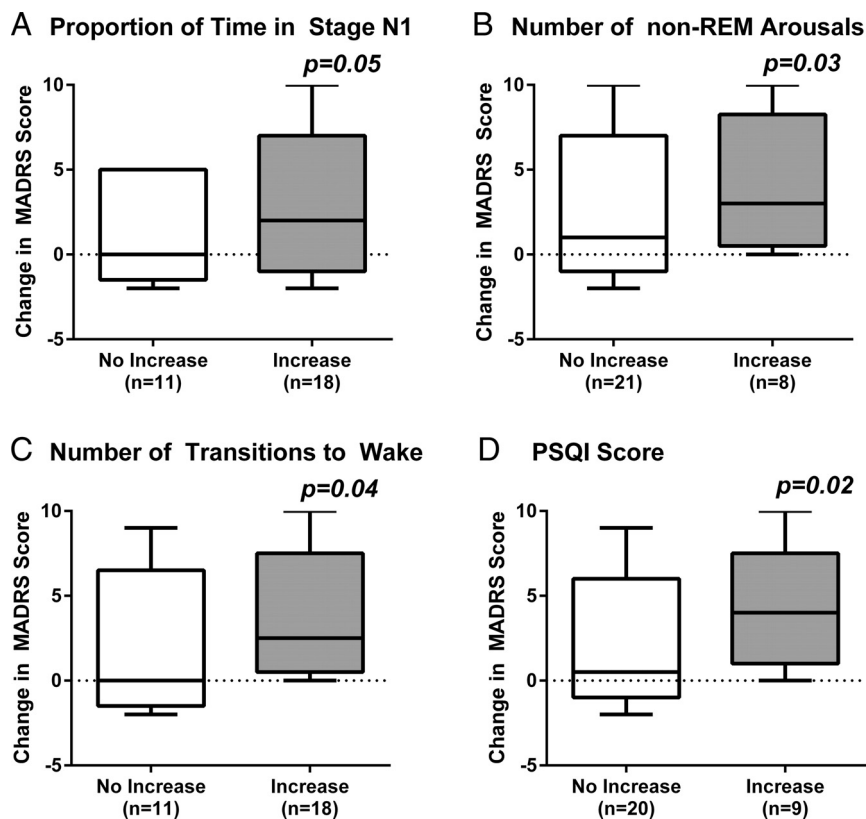 A Proportion of Time in Stage N1
p=0.05
Change in MADRS Score
10
5
0
-5
No Increase
(n=11)
Increase
(n=18)
B Number of non-REM Arousals
p=0.03
Change in MADRS Score
10
5
0
-5
No Increase
(n=21)
Increase
(n=8)
C Number of Transitions to Wake
p=0.04
Change in MADRS Score
10
5
0
-5
No Increase
(n=11)
Increase
(n=18)
D PSQI Score
p=0.02
Change in MADRS Score
10
5
0
-5
No Increase
(n=20)
Increase
(n=9)